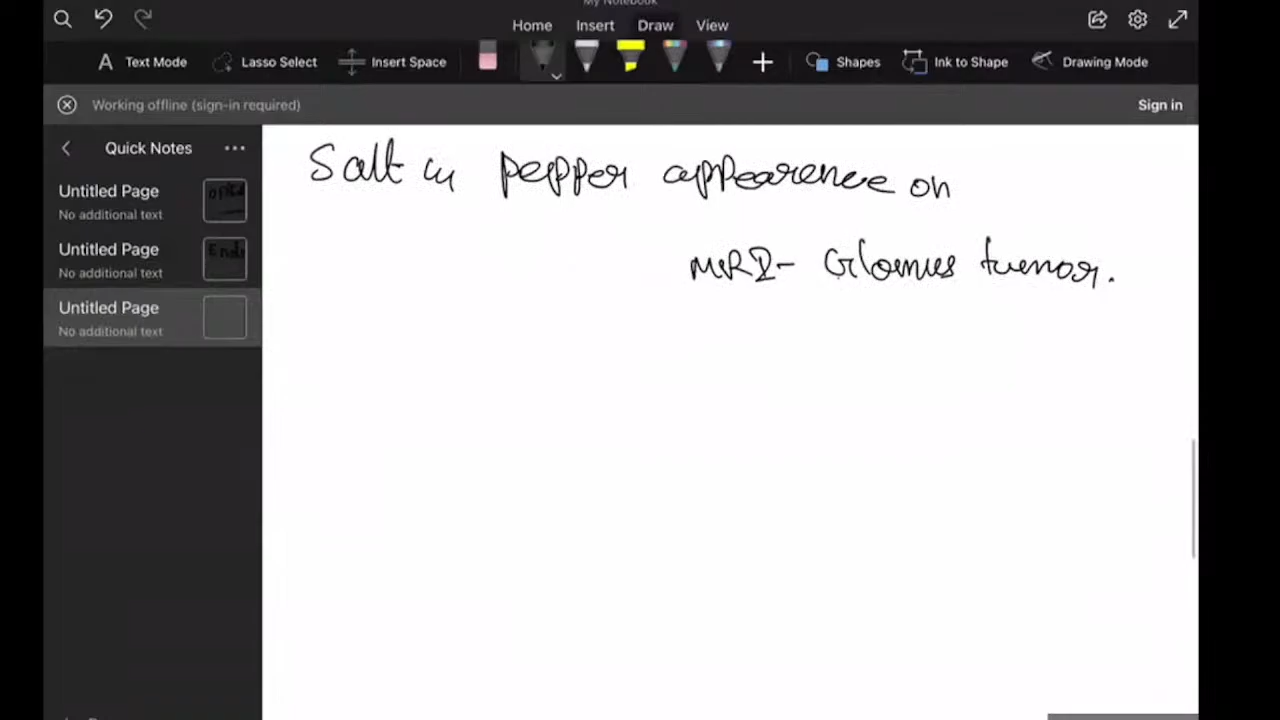 My Notebook
Home Insert Draw View
Text Mode Lasso Select Insert Space Shapes Ink to Shape Drawing Mode
Working offline (sign-in required) Sign in
Quick Notes
Untitled Page
No additional text
Untitled Page
No additional text
Untitled Page
No additional text
Salt in pepper appearence on
MRI- Glomus tumor.